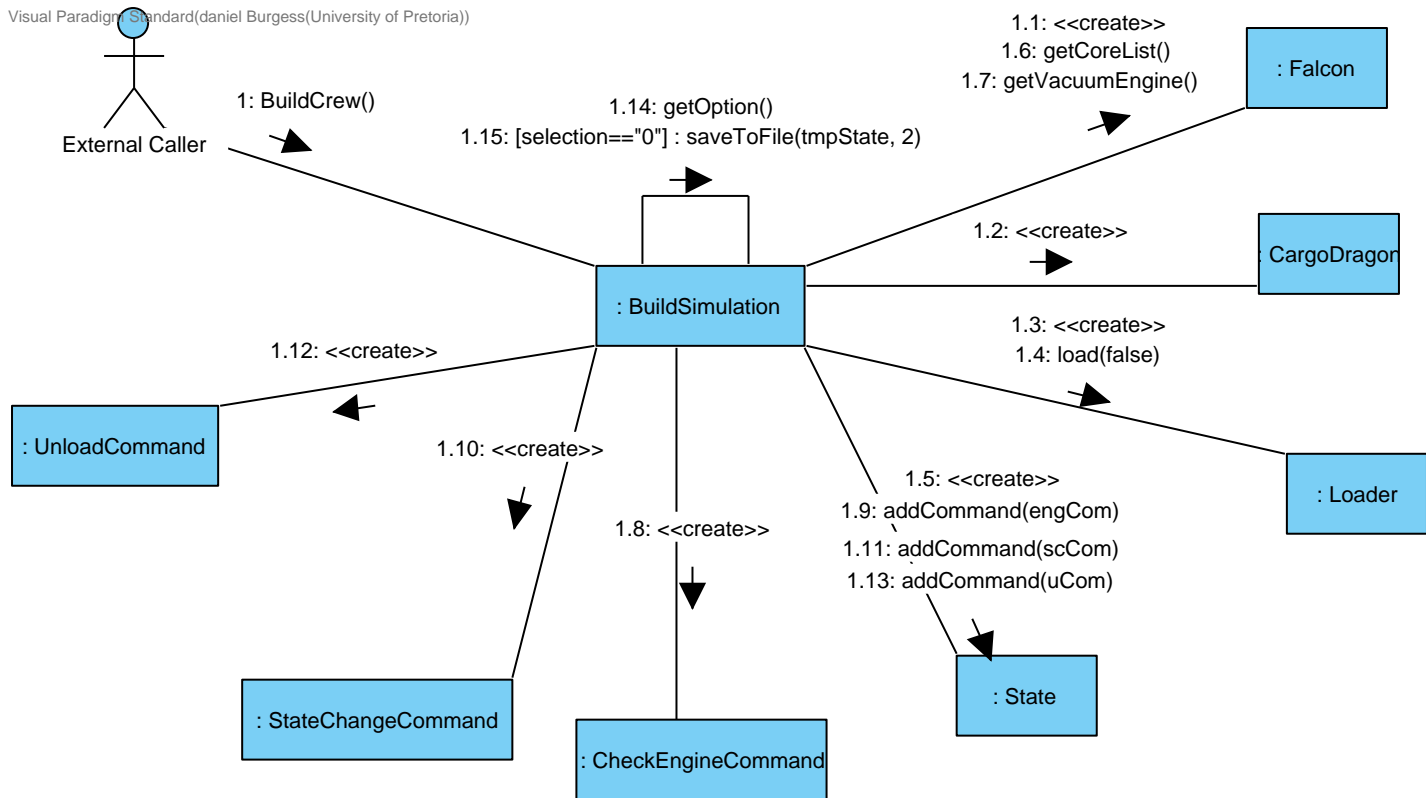 Visual Paradigm Standard(daniel Burgess(University of Pretoria))
External Caller
1: BuildCrew()
1.14: getOption()
1.15: [selection=="0"] : saveToFile(tmpState, 2)
1.1: <<create>>
1.6: getCoreList()
1.7: getVacuumEngine()
: Falcon
1.2: <<create>>
: CargoDragon
: BuildSimulation
1.3: <<create>>
1.4: load(false)
: Loader
1.12: <<create>>
: UnloadCommand
1.10: <<create>>
: StateChangeCommand
1.8: <<create>>
: CheckEngineCommand
1.5: <<create>>
1.9: addCommand(engCom)
1.11: addCommand(scCom)
1.13: addCommand(uCom)
: State